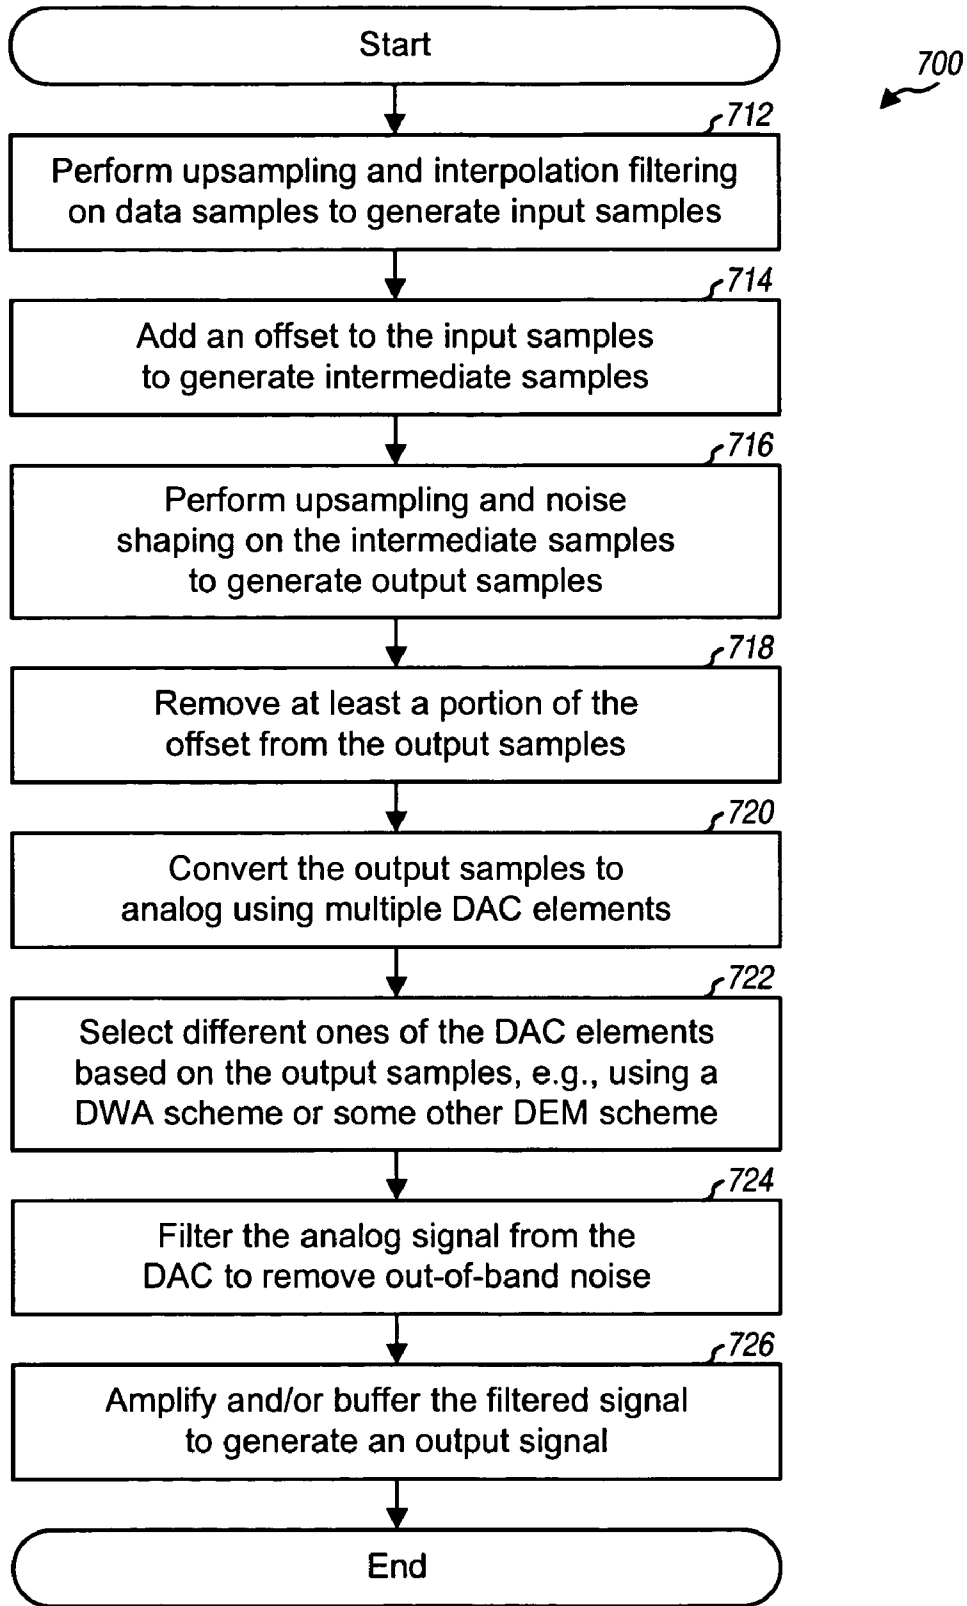 Start
700
712
Perform upsampling and interpolation filtering
on data samples to generate input samples
714
Add an offset to the input samples
to generate intermediate samples
716
Perform upsampling and noise
shaping on the intermediate samples
to generate output samples
718
Remove at least a portion of the
offset from the output samples
720
Convert the output samples to
analog using multiple DAC elements
722
Select different ones of the DAC elements
based on the output samples, e.g., using a
DWA scheme or some other DEM scheme
724
Filter the analog signal from the
DAC to remove out-of-band noise
726
Amplify and/or buffer the filtered signal
to generate an output signal
End